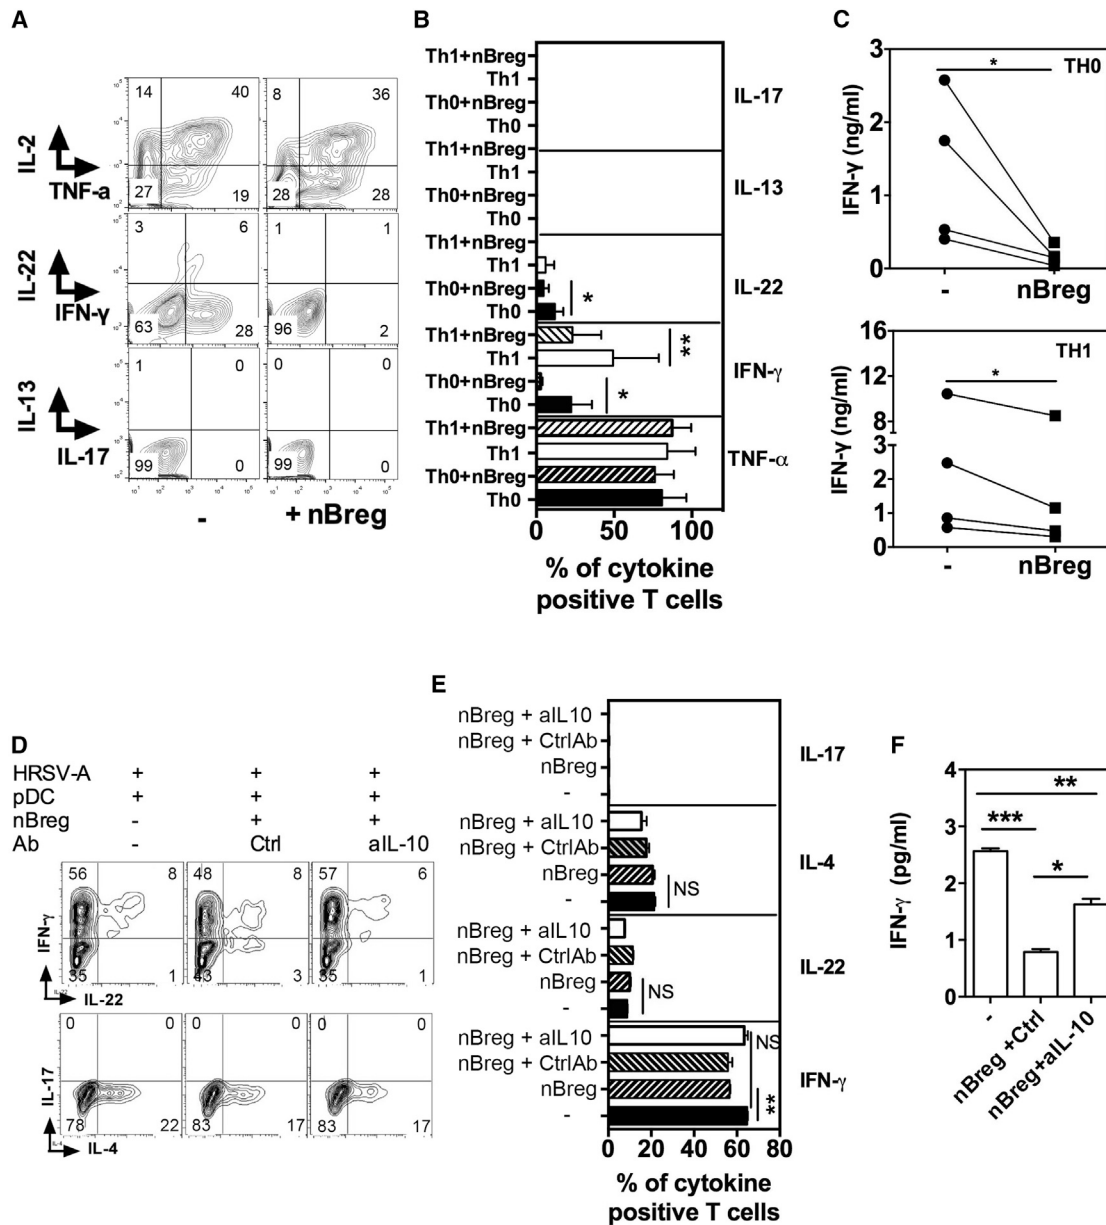 A
IL-2
TNF-a
14 40
27 19
8 36
28 28
IL-22
IFN-γ
3 6
63 28
1 1
96 2
IL-13
IL-17
1 0
99 0
0 0
99 0
- + nBreg
B
Th1+nBreg
Th1
Th0+nBreg
Th0
IL-17
Th1+nBreg
Th1
Th0+nBreg
Th0
IL-13
Th1+nBreg
Th1
Th0+nBreg
Th0
*
IL-22
Th1+nBreg
Th1
Th0+nBreg
Th0
**
*
IFN-γ
Th1+nBreg
Th1
Th0+nBreg
Th0
TNF-α
0 50 100
% of cytokine
positive T cells
C
IFN-γ (ng/ml)
3
2
1
0
*
TH0
- nBreg
IFN-γ (ng/ml)
16
12
8
3
2
1
0
*
TH1
- nBreg
D
HRSV-A + + +
pDC + + +
nBreg - + +
Ab - Ctrl aIL-10
IFN-γ
IL-22
56 8
35 1
48 8
43 3
57 6
35 1
IL-17
IL-4
0 0
78 22
0 0
83 17
0 0
83 17
E
nBreg + aIL10
nBreg + CtrlAb
nBreg
-
IL-17
nBreg + aIL10
nBreg + CtrlAb
nBreg
-
NS
IL-4
nBreg + aIL10
nBreg + CtrlAb
nBreg
-
NS
IL-22
nBreg + aIL10
nBreg + CtrlAb
nBreg
-
NS
**
IFN-γ
0 20 40 60 80
% of cytokine
positive T cells
F
IFN-γ (pg/ml)
4
3
2
1
0
**
***
*
-
nBreg +Ctrl
nBreg+aIL-10